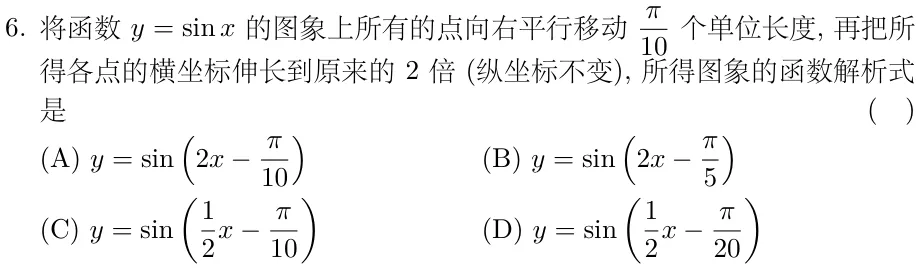 6. 将函数 y = sin x 的图象上所有的点向右平行移动 π/10 个单位长度, 再把所
得各点的横坐标伸长到原来的 2 倍 (纵坐标不变), 所得图象的函数解析式
是 ( )
(A) y = sin(2x − π/10) (B) y = sin(2x − π/5)
(C) y = sin(1/2 x − π/10) (D) y = sin(1/2 x − π/20)